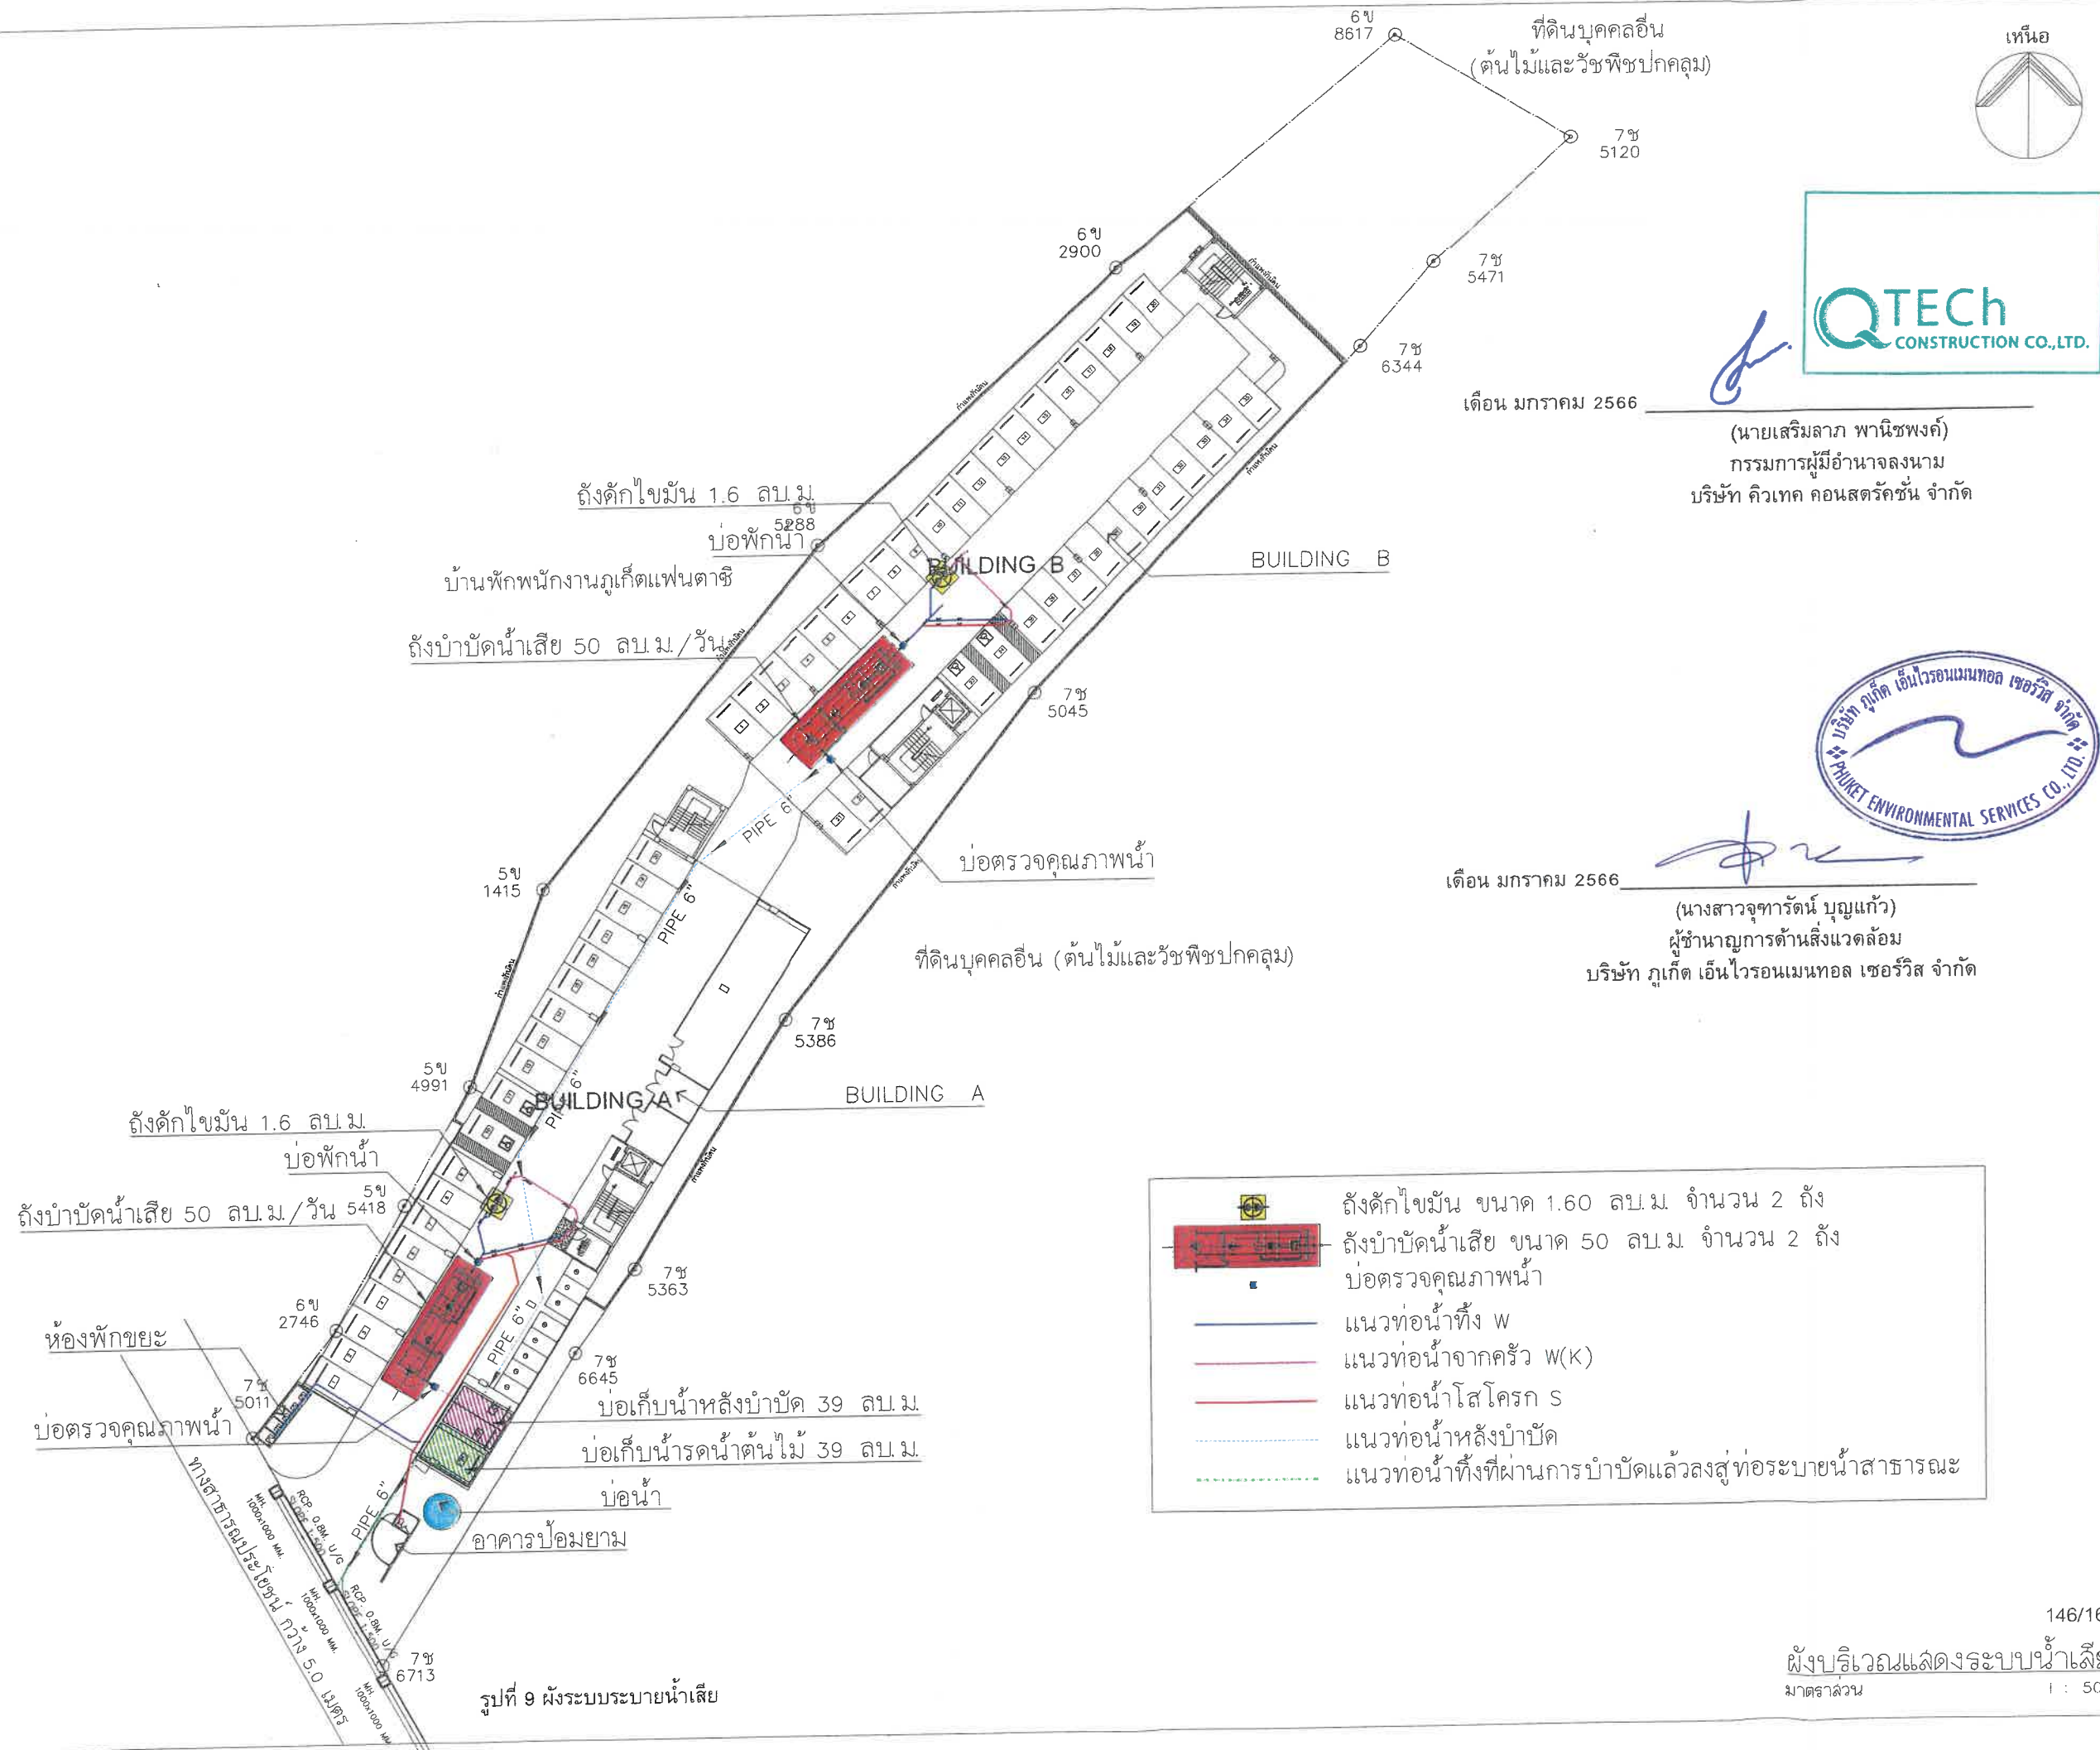 6ข
8617
ที่ดินบุคคลอื่น
(ต้นไม้และวัชพืชปกคลุม)
เหนือ
7ช
5120
6ข
2900
7ช
5471
7ช
6344
QTECh
CONSTRUCTION CO.,LTD.
เดือน มกราคม 2566
(นายเสริมลาภ พานิชพงค์)
กรรมการผู้มีอำนาจลงนาม
บริษัท คิวเทค คอนสตรัคชั่น จำกัด
ถังดักไขมัน 1.6 ลบ.ม.
6ข
5288
บ่อพักน้ำ
บ้านพักพนักงานภูเก็ตแฟนตาซี
BUILDING B
BUILDING B
ถังบำบัดน้ำเสีย 50 ลบ.ม./วัน
7ช
5045
PIPE 6"
บ่อตรวจคุณภาพน้ำ
บริษัท ภูเก็ต เอ็นไวรอนเมนทอล เซอร์วิส จำกัด
PHUKET ENVIRONMENTAL SERVICES CO., LTD.
เดือน มกราคม 2566
(นางสาวจุฑารัตน์ บุญแก้ว)
ผู้ชำนาญการด้านสิ่งแวดล้อม
บริษัท ภูเก็ต เอ็นไวรอนเมนทอล เซอร์วิส จำกัด
5ข
1415
PIPE 6"
ที่ดินบุคคลอื่น (ต้นไม้และวัชพืชปกคลุม)
7ช
5386
5ข
4991
BUILDING A
BUILDING A
PIPE 6"
ถังดักไขมัน 1.6 ลบ.ม.
บ่อพักน้ำ
5ข
5418
ถังบำบัดน้ำเสีย 50 ลบ.ม./วัน
7ช
5363
6ข
2746
ห้องพักขยะ
PIPE 6"
7ช
6645
7ช
5011
บ่อตรวจคุณภาพน้ำ
บ่อเก็บน้ำหลังบำบัด 39 ลบ.ม.
บ่อเก็บน้ำรดน้ำต้นไม้ 39 ลบ.ม.
บ่อน้ำ
อาคารป้อมยาม
PIPE 6"
RCP. 0.8M. U/G
SLOPE 1:500
MH.
1000x1000 MM.
RCP. 0.8M. U/G
SLOPE 1:500
MH.
1000x1000 MM.
MH.
1000x1000 MM.
ทางสาธารณประโยชน์ กว้าง 5.0 เมตร
7ช
6713
ถังดักไขมัน ขนาด 1.60 ลบ.ม. จำนวน 2 ถัง
ถังบำบัดน้ำเสีย ขนาด 50 ลบ.ม. จำนวน 2 ถัง
บ่อตรวจคุณภาพน้ำ
แนวท่อน้ำทิ้ง W
แนวท่อน้ำจากครัว W(K)
แนวท่อน้ำโสโครก S
แนวท่อน้ำหลังบำบัด
แนวท่อน้ำทิ้งที่ผ่านการบำบัดแล้วลงสู่ท่อระบายน้ำสาธารณะ
รูปที่ 9 ผังระบบระบายน้ำเสีย
146/16
ผังบริเวณแสดงระบบน้ำเสีย
มาตราส่วน 1 : 50